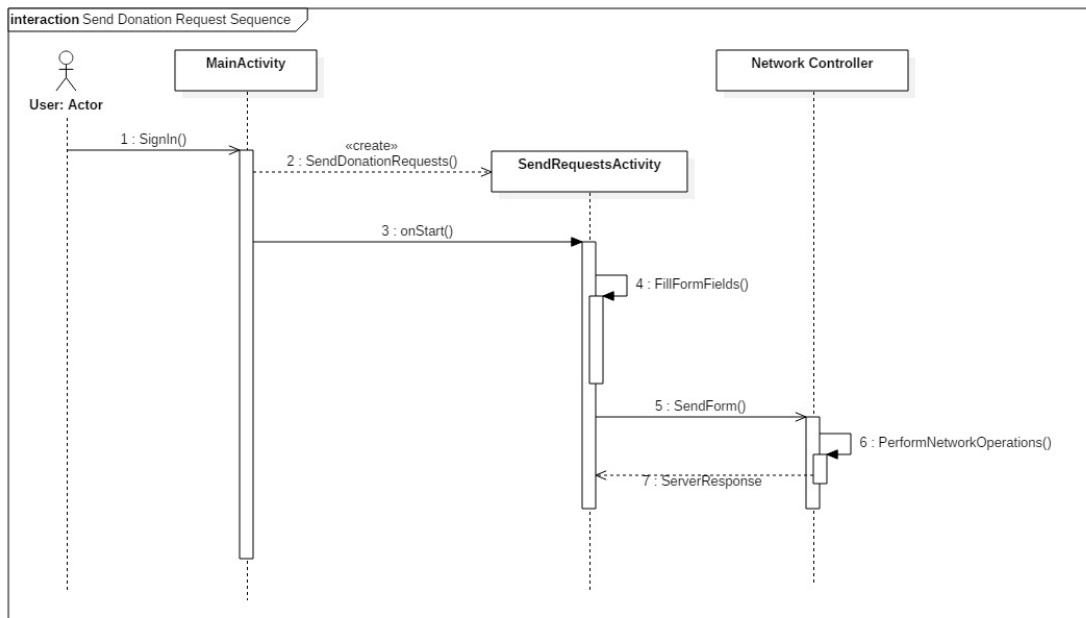 interaction Send Donation Request Sequence
MainActivity
Network Controller
User: Actor
1 : SignIn()
«create»
2 : SendDonationRequests()
SendRequestsActivity
3 : onStart()
4 : FillFormFields()
5 : SendForm()
6 : PerformNetworkOperations()
7 : ServerResponse